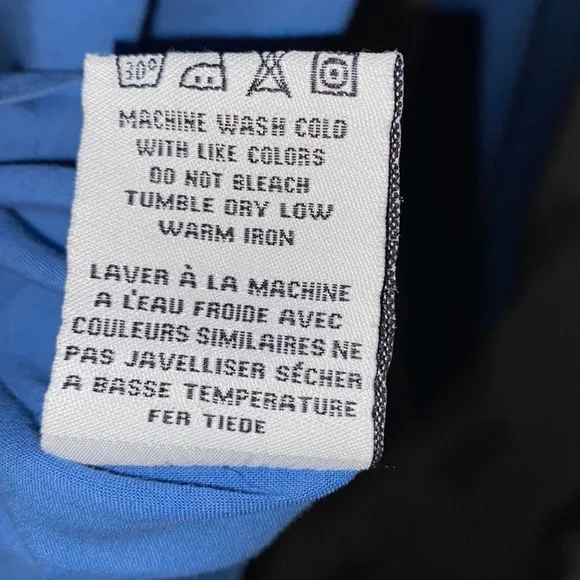 30°
MACHINE WASH COLD
WITH LIKE COLORS
DO NOT BLEACH
TUMBLE DRY LOW
WARM IRON
LAVER À LA MACHINE
A L'EAU FROIDE AVEC
COULEURS SIMILAIRES NE
PAS JAVELLISER SÉCHER
A BASSE TEMPERATURE
FER TIEDE